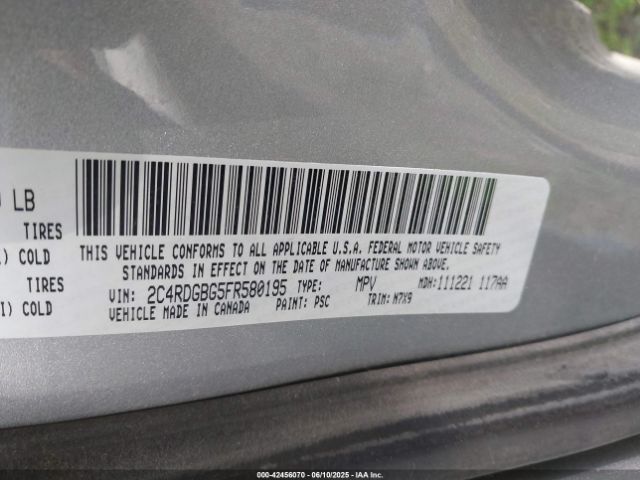 LB
TIRES
COLD
TIRES
I) COLD
THIS VEHICLE CONFORMS TO ALL APPLICABLE U.S.A. FEDERAL MOTOR VEHICLE SAFETY
STANDARDS IN EFFECT ON THE DATE OF MANUFACTURE SHOWN ABOVE.
VIN: 2C4RDGBG5FR580195 TYPE: MPV MDH: 111221 117AA
VEHICLE MADE IN CANADA PAINT: PSC TRIM: M7X9
000-42456070 - 06/10/2025 - IAA Inc.